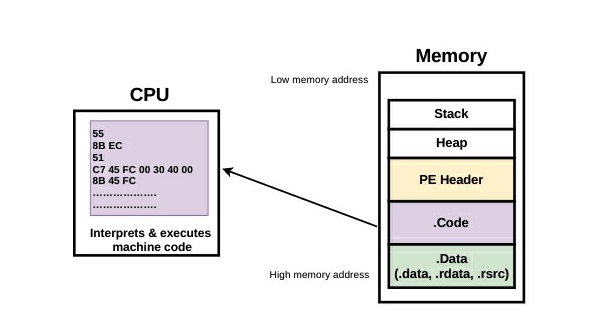 Memory
Low memory address
CPU
55
8B EC
51
C7 45 FC 00 30 40 00
8B 45 FC
……………….
……………….
Interprets & executes
machine code
Stack
Heap
PE Header
.Code
.Data
(.data, .rdata, .rsrc)
High memory address